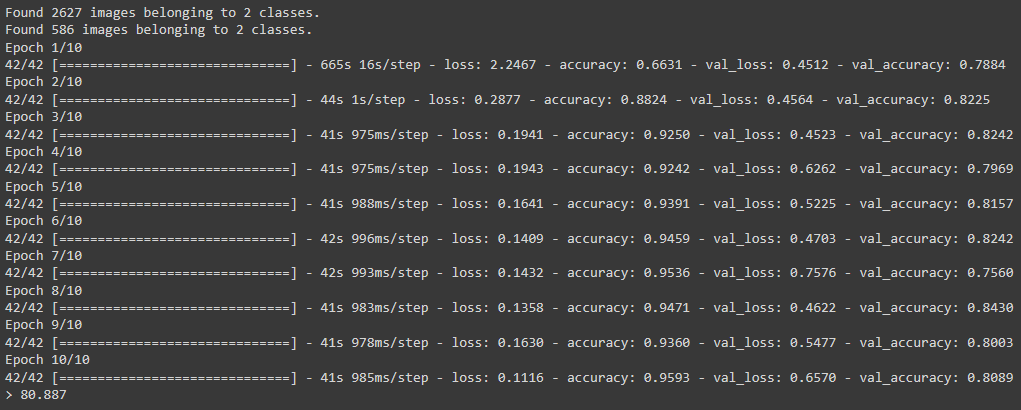 Found 2627 images belonging to 2 classes.
Found 586 images belonging to 2 classes.
Epoch 1/10
42/42 [==============================] - 665s 16s/step - loss: 2.2467 - accuracy: 0.6631 - val_loss: 0.4512 - val_accuracy: 0.7884
Epoch 2/10
42/42 [==============================] - 44s 1s/step - loss: 0.2877 - accuracy: 0.8824 - val_loss: 0.4564 - val_accuracy: 0.8225
Epoch 3/10
42/42 [==============================] - 41s 975ms/step - loss: 0.1941 - accuracy: 0.9250 - val_loss: 0.4523 - val_accuracy: 0.8242
Epoch 4/10
42/42 [==============================] - 41s 975ms/step - loss: 0.1943 - accuracy: 0.9242 - val_loss: 0.6262 - val_accuracy: 0.7969
Epoch 5/10
42/42 [==============================] - 41s 988ms/step - loss: 0.1641 - accuracy: 0.9391 - val_loss: 0.5225 - val_accuracy: 0.8157
Epoch 6/10
42/42 [==============================] - 42s 996ms/step - loss: 0.1409 - accuracy: 0.9459 - val_loss: 0.4703 - val_accuracy: 0.8242
Epoch 7/10
42/42 [==============================] - 42s 993ms/step - loss: 0.1432 - accuracy: 0.9536 - val_loss: 0.7576 - val_accuracy: 0.7560
Epoch 8/10
42/42 [==============================] - 41s 983ms/step - loss: 0.1358 - accuracy: 0.9471 - val_loss: 0.4622 - val_accuracy: 0.8430
Epoch 9/10
42/42 [==============================] - 41s 978ms/step - loss: 0.1630 - accuracy: 0.9360 - val_loss: 0.5477 - val_accuracy: 0.8003
Epoch 10/10
42/42 [==============================] - 41s 985ms/step - loss: 0.1116 - accuracy: 0.9593 - val_loss: 0.6570 - val_accuracy: 0.8089
> 80.887